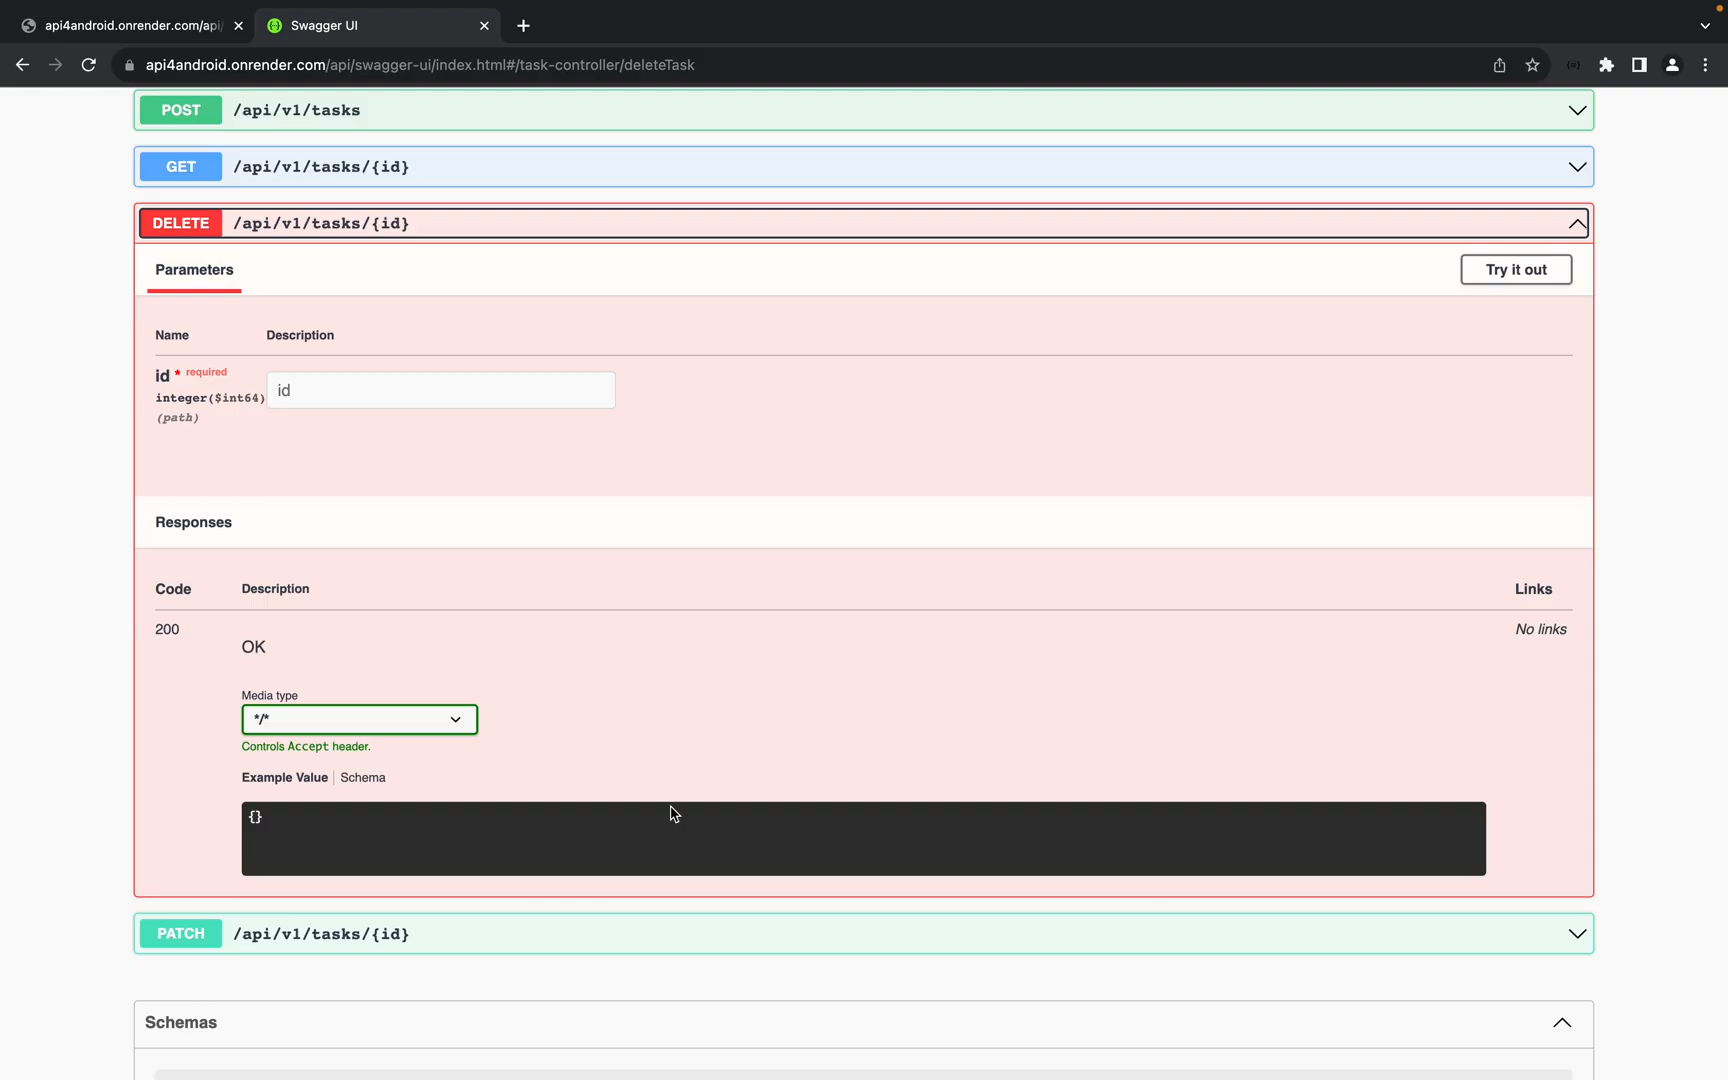 api4android.onrender.com/api/
Swagger UI
api4android.onrender.com/api/swagger-ui/index.html#/task-controller/deleteTask
POST /api/v1/tasks
GET /api/v1/tasks/{id}
DELETE /api/v1/tasks/{id}
Parameters
Try it out
Name Description
id * required
integer($int64)
(path)
id
Responses
Code Description Links
200
OK
No links
Media type
*/*
Controls Accept header.
Example Value Schema
{}
PATCH /api/v1/tasks/{id}
Schemas